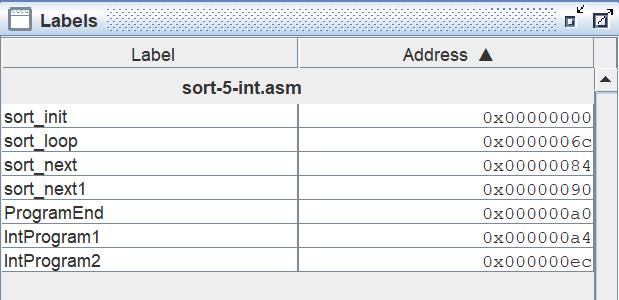 Labels
Label Address ▲
sort-5-int.asm
sort_init 0x00000000
sort_loop 0x0000006c
sort_next 0x00000084
sort_next1 0x00000090
ProgramEnd 0x000000a0
IntProgram1 0x000000a4
IntProgram2 0x000000ec